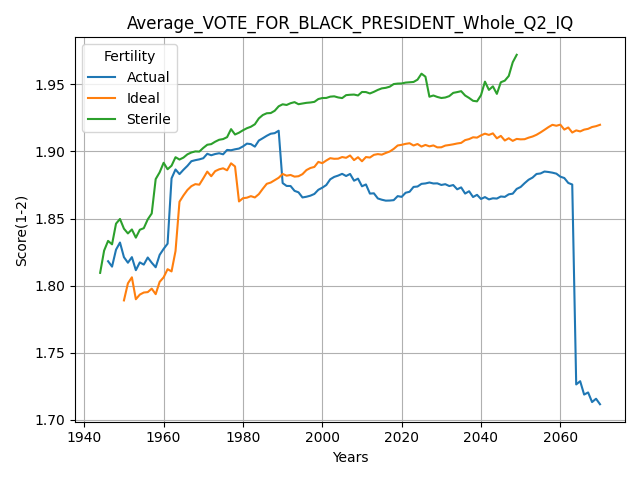 Average_VOTE_FOR_BLACK_PRESIDENT_Whole_Q2_IQ
Fertility
Actual
Ideal
Sterile
Score(1-2)
1.95
1.90
1.85
1.80
1.75
1.70
1940
1960
1980
2000
2020
2040
2060
Years